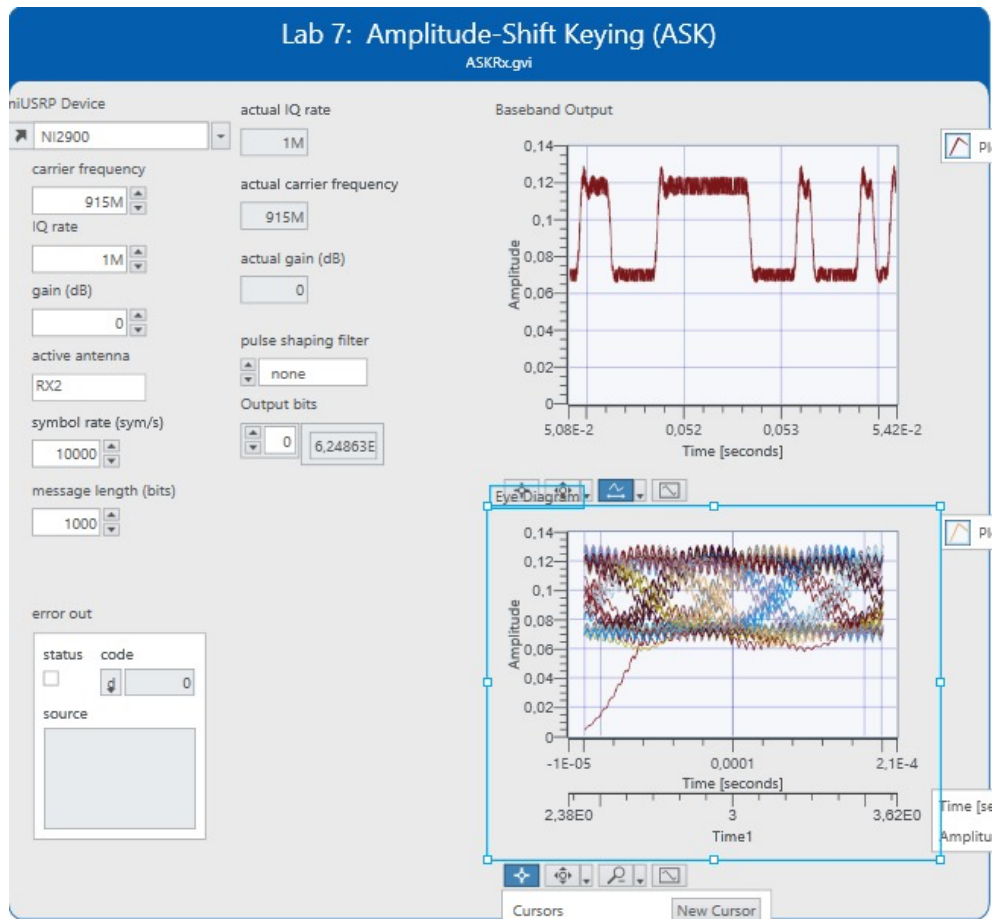 Lab 7: Amplitude-Shift Keying (ASK)
ASKRx.gvi
niUSRP Device
NI2900
carrier frequency
915M
IQ rate
1M
gain (dB)
0
active antenna
RX2
symbol rate (sym/s)
10000
message length (bits)
1000
error out
status code
d 0
source
actual IQ rate
1M
actual carrier frequency
915M
actual gain (dB)
0
pulse shaping filter
none
Output bits
0 6,24863E
Baseband Output
Pl
0,14
0,12
0,1
0,08
0,06
0,04
0,02
0
Amplitude
5,08E-2 0,052 0,053 5,42E-2
Time [seconds]
Eye Diagram
Pl
0,14
0,12
0,1
0,08
0,06
0,04
0,02
0
Amplitude
-1E-05 0,0001 2,1E-4
Time [seconds]
2,38E0 3 3,62E0
Time1
Time [se
Amplitu
Cursors New Cursor